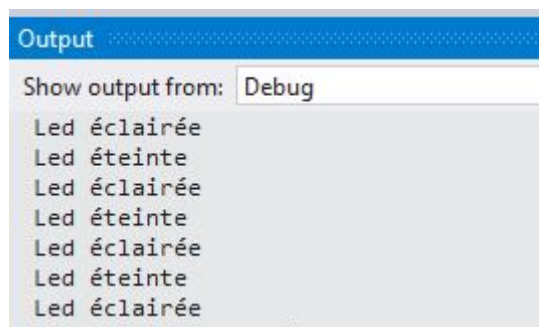 Output
Show output from: Debug
Led éclairée
Led éteinte
Led éclairée
Led éteinte
Led éclairée
Led éteinte
Led éclairée